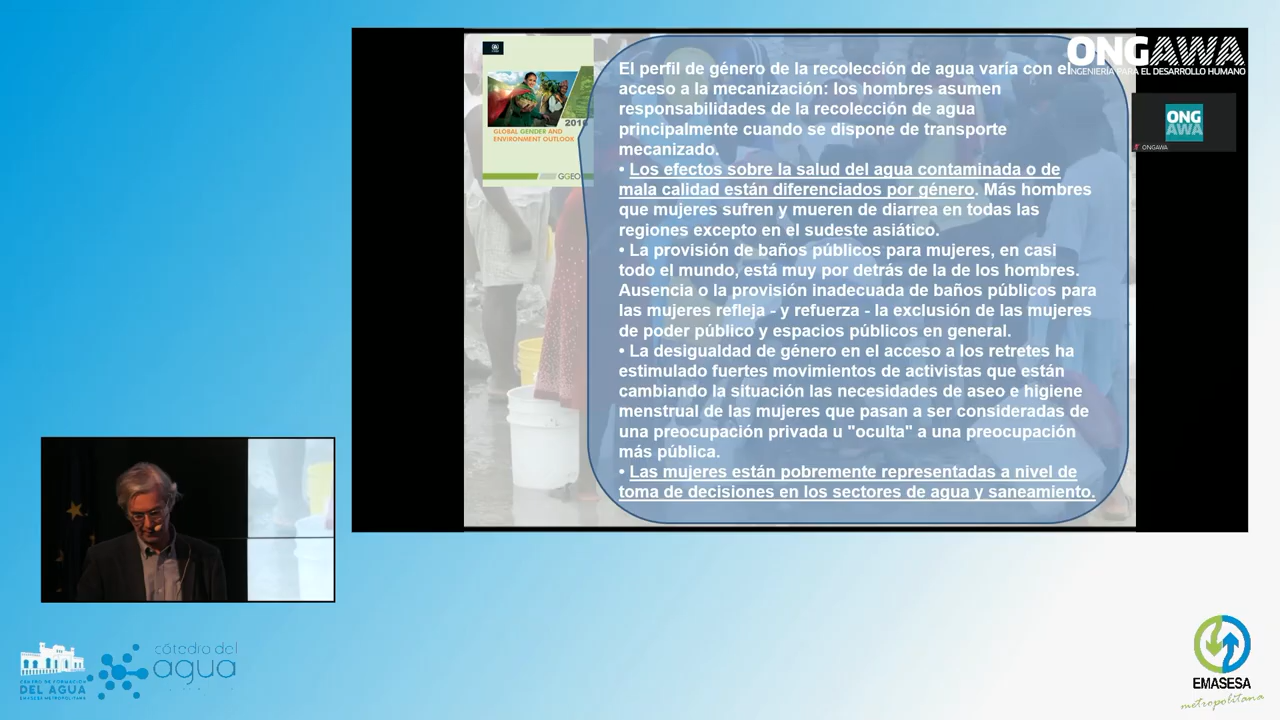 ONGAWA
INGENIERÍA PARA EL DESARROLLO HUMANO
ONG
AWA
ONGAWA
2016
GLOBAL GENDER AND
ENVIRONMENT OUTLOOK
GGEO
El perfil de género de la recolección de agua varía con el
acceso a la mecanización: los hombres asumen
responsabilidades de la recolección de agua
principalmente cuando se dispone de transporte
mecanizado.
• Los efectos sobre la salud del agua contaminada o de
mala calidad están diferenciados por género. Más hombres
que mujeres sufren y mueren de diarrea en todas las
regiones excepto en el sudeste asiático.
• La provisión de baños públicos para mujeres, en casi
todo el mundo, está muy por detrás de la de los hombres.
Ausencia o la provisión inadecuada de baños públicos para
las mujeres refleja - y refuerza - la exclusión de las mujeres
de poder público y espacios públicos en general.
• La desigualdad de género en el acceso a los retretes ha
estimulado fuertes movimientos de activistas que están
cambiando la situación las necesidades de aseo e higiene
menstrual de las mujeres que pasan a ser consideradas de
una preocupación privada u "oculta" a una preocupación
más pública.
• Las mujeres están pobremente representadas a nivel de
toma de decisiones en los sectores de agua y saneamiento.
CENTRO DE FORMACIÓN
DEL AGUA
EMASESA METROPOLITANA
cátedra del
agua
EMASESA
metropolitana